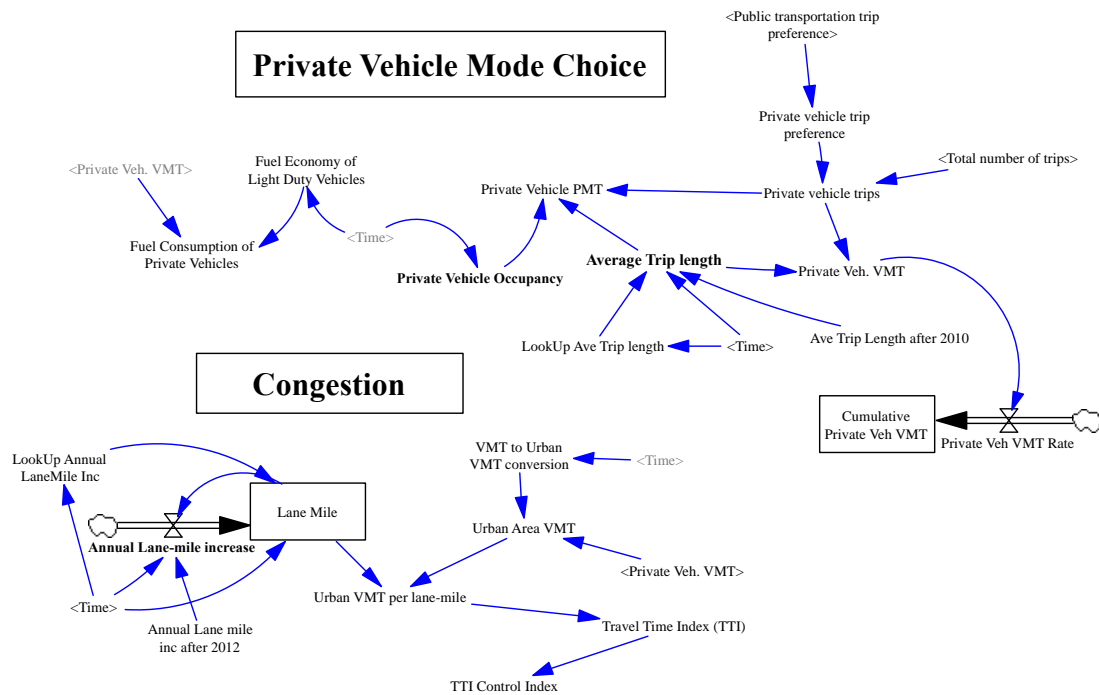 <Public transportation trip
preference>
Private Vehicle Mode Choice
Private vehicle trip
preference
<Private Veh. VMT>
Fuel Economy of
Light Duty Vehicles
<Total number of trips>
Private Vehicle PMT
Private vehicle trips
<Time>
Fuel Consumption of
Private Vehicles
Average Trip length
Private Veh. VMT
Private Vehicle Occupancy
LookUp Ave Trip length
<Time>
Ave Trip Length after 2010
Congestion
Cumulative
Private Veh VMT
Private Veh VMT Rate
LookUp Annual
LaneMile Inc
VMT to Urban
VMT conversion
<Time>
Lane Mile
Annual Lane-mile increase
Urban Area VMT
<Private Veh. VMT>
<Time>
Urban VMT per lane-mile
Annual Lane mile
inc after 2012
Travel Time Index (TTI)
TTI Control Index